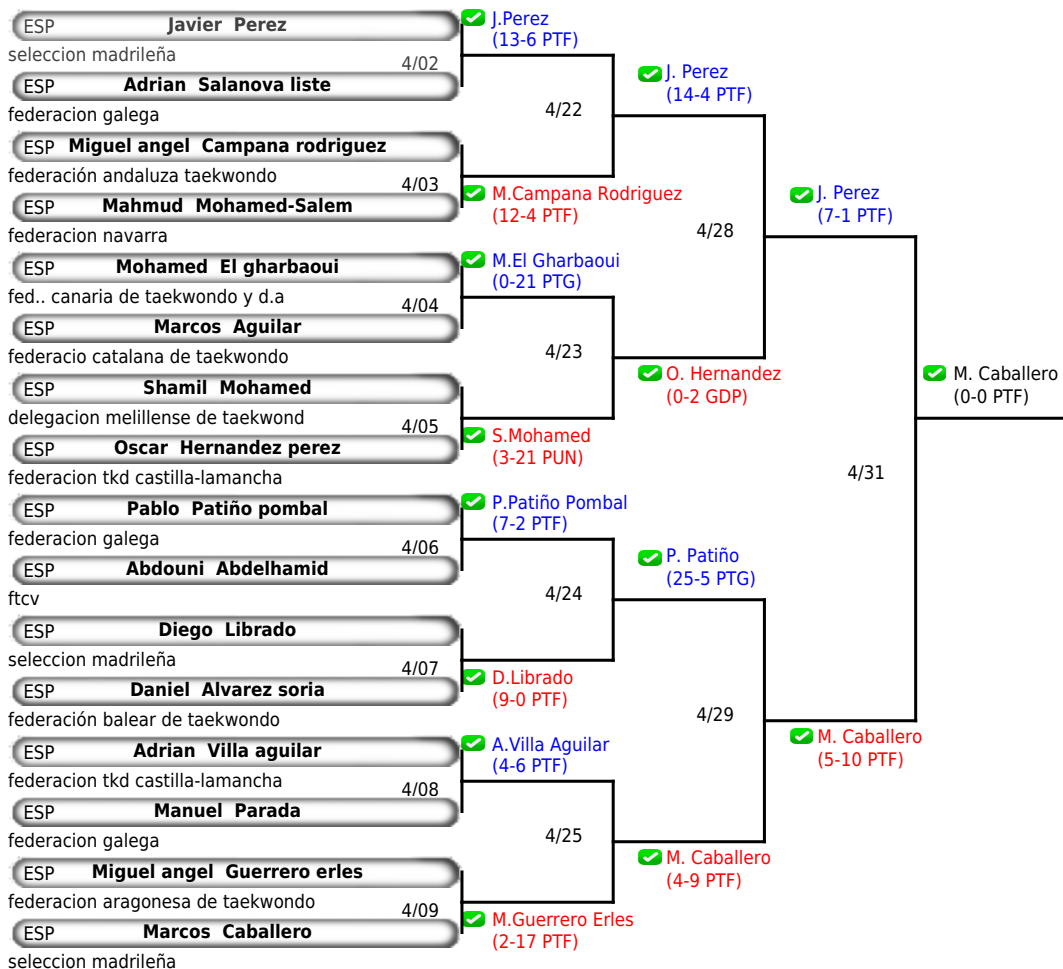 ESP Javier Perez
seleccion madrileña
4/02
ESP Adrian Salanova liste
federacion galega
ESP Miguel angel Campana rodriguez
federación andaluza taekwondo
4/03
ESP Mahmud Mohamed-Salem
federacion navarra
ESP Mohamed El gharbaoui
fed.. canaria de taekwondo y d.a
4/04
ESP Marcos Aguilar
federacio catalana de taekwondo
ESP Shamil Mohamed
delegacion melillense de taekwond
4/05
ESP Oscar Hernandez perez
federacion tkd castilla-lamancha
ESP Pablo Patiño pombal
federacion galega
4/06
ESP Abdouni Abdelhamid
ftcv
ESP Diego Librado
seleccion madrileña
4/07
ESP Daniel Alvarez soria
federación balear de taekwondo
ESP Adrian Villa aguilar
federacion tkd castilla-lamancha
4/08
ESP Manuel Parada
federacion galega
ESP Miguel angel Guerrero erles
federacion aragonesa de taekwondo
4/09
ESP Marcos Caballero
seleccion madrileña
J.Perez
(13-6 PTF)
4/22
M.Campana Rodriguez
(12-4 PTF)
M.El Gharbaoui
(0-21 PTG)
4/23
S.Mohamed
(3-21 PUN)
P.Patiño Pombal
(7-2 PTF)
4/24
D.Librado
(9-0 PTF)
A.Villa Aguilar
(4-6 PTF)
4/25
M.Guerrero Erles
(2-17 PTF)
J. Perez
(14-4 PTF)
4/28
O. Hernandez
(0-2 GDP)
P. Patiño
(25-5 PTG)
4/29
M. Caballero
(4-9 PTF)
J. Perez
(7-1 PTF)
4/31
M. Caballero
(5-10 PTF)
M. Caballero
(0-0 PTF)